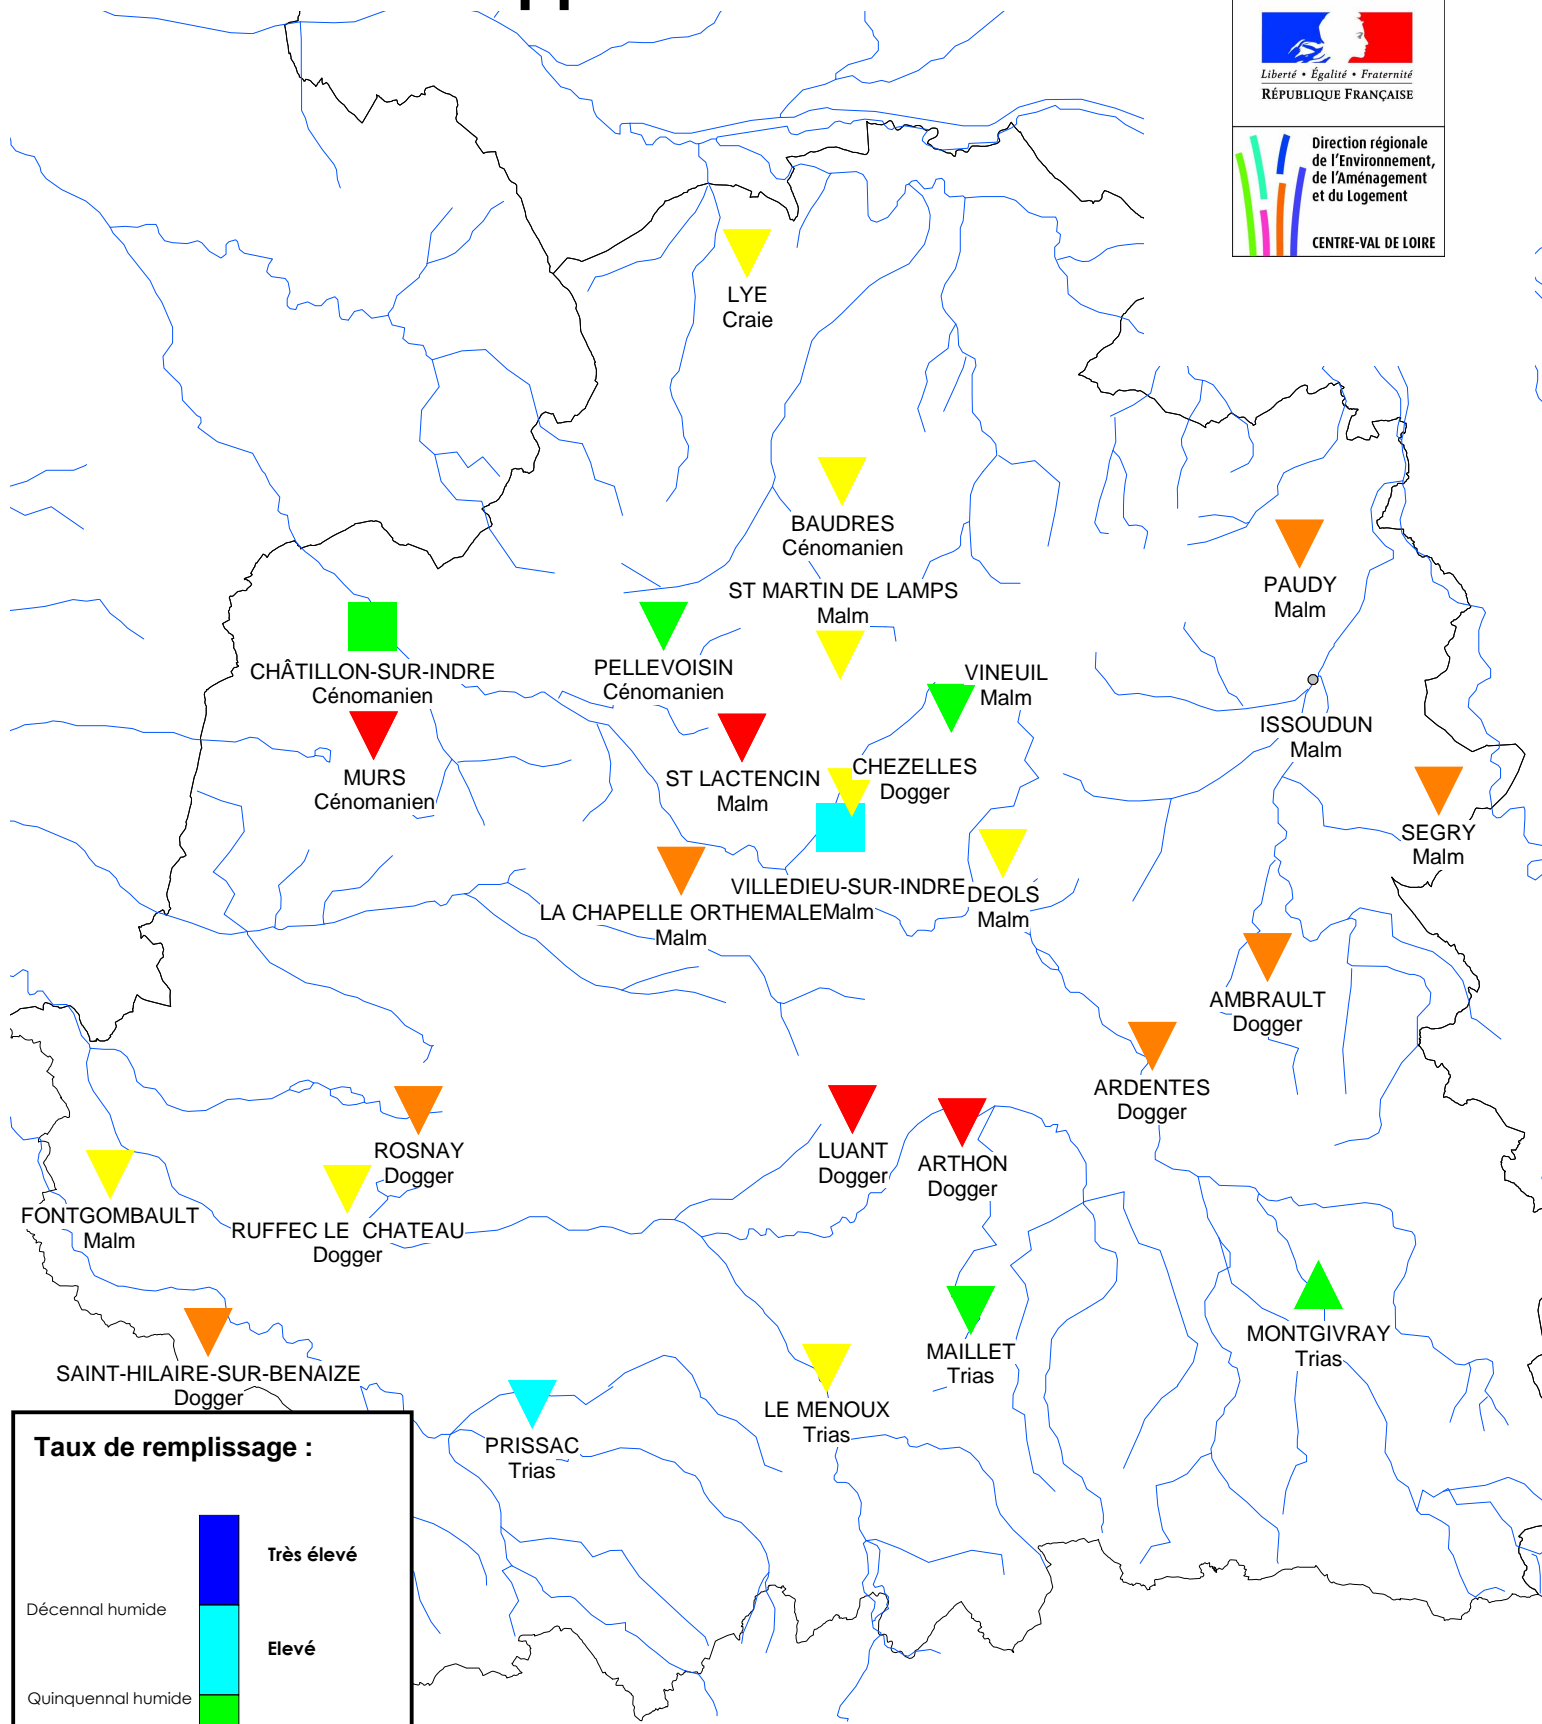 Liberté • Égalité • Fraternité
RÉPUBLIQUE FRANÇAISE
Direction régionale
de l'Environnement,
de l'Aménagement
et du Logement
CENTRE-VAL DE LOIRE
LYE
Craie
BAUDRES
Cénomanien
ST MARTIN DE LAMPS
Malm
PAUDY
Malm
CHÂTILLON-SUR-INDRE
Cénomanien
PELLEVOISIN
Cénomanien
VINEUIL
Malm
ISSOUDUN
Malm
MURS
Cénomanien
ST LACTENCIN
Malm
CHEZELLES
Dogger
SEGRY
Malm
VILLEDIEU-SUR-INDRE
Malm
DEOLS
Malm
LA CHAPELLE ORTHEMALE
Malm
AMBRAULT
Dogger
ARDENTES
Dogger
ROSNAY
Dogger
LUANT
Dogger
ARTHON
Dogger
FONTGOMBAULT
Malm
RUFFEC LE CHATEAU
Dogger
MONTGIVRAY
Trias
MAILLET
Trias
SAINT-HILAIRE-SUR-BENAIZE
Dogger
LE MENOUX
Trias
PRISSAC
Trias
Taux de remplissage :
Très élevé
Décennal humide
Elevé
Quinquennal humide